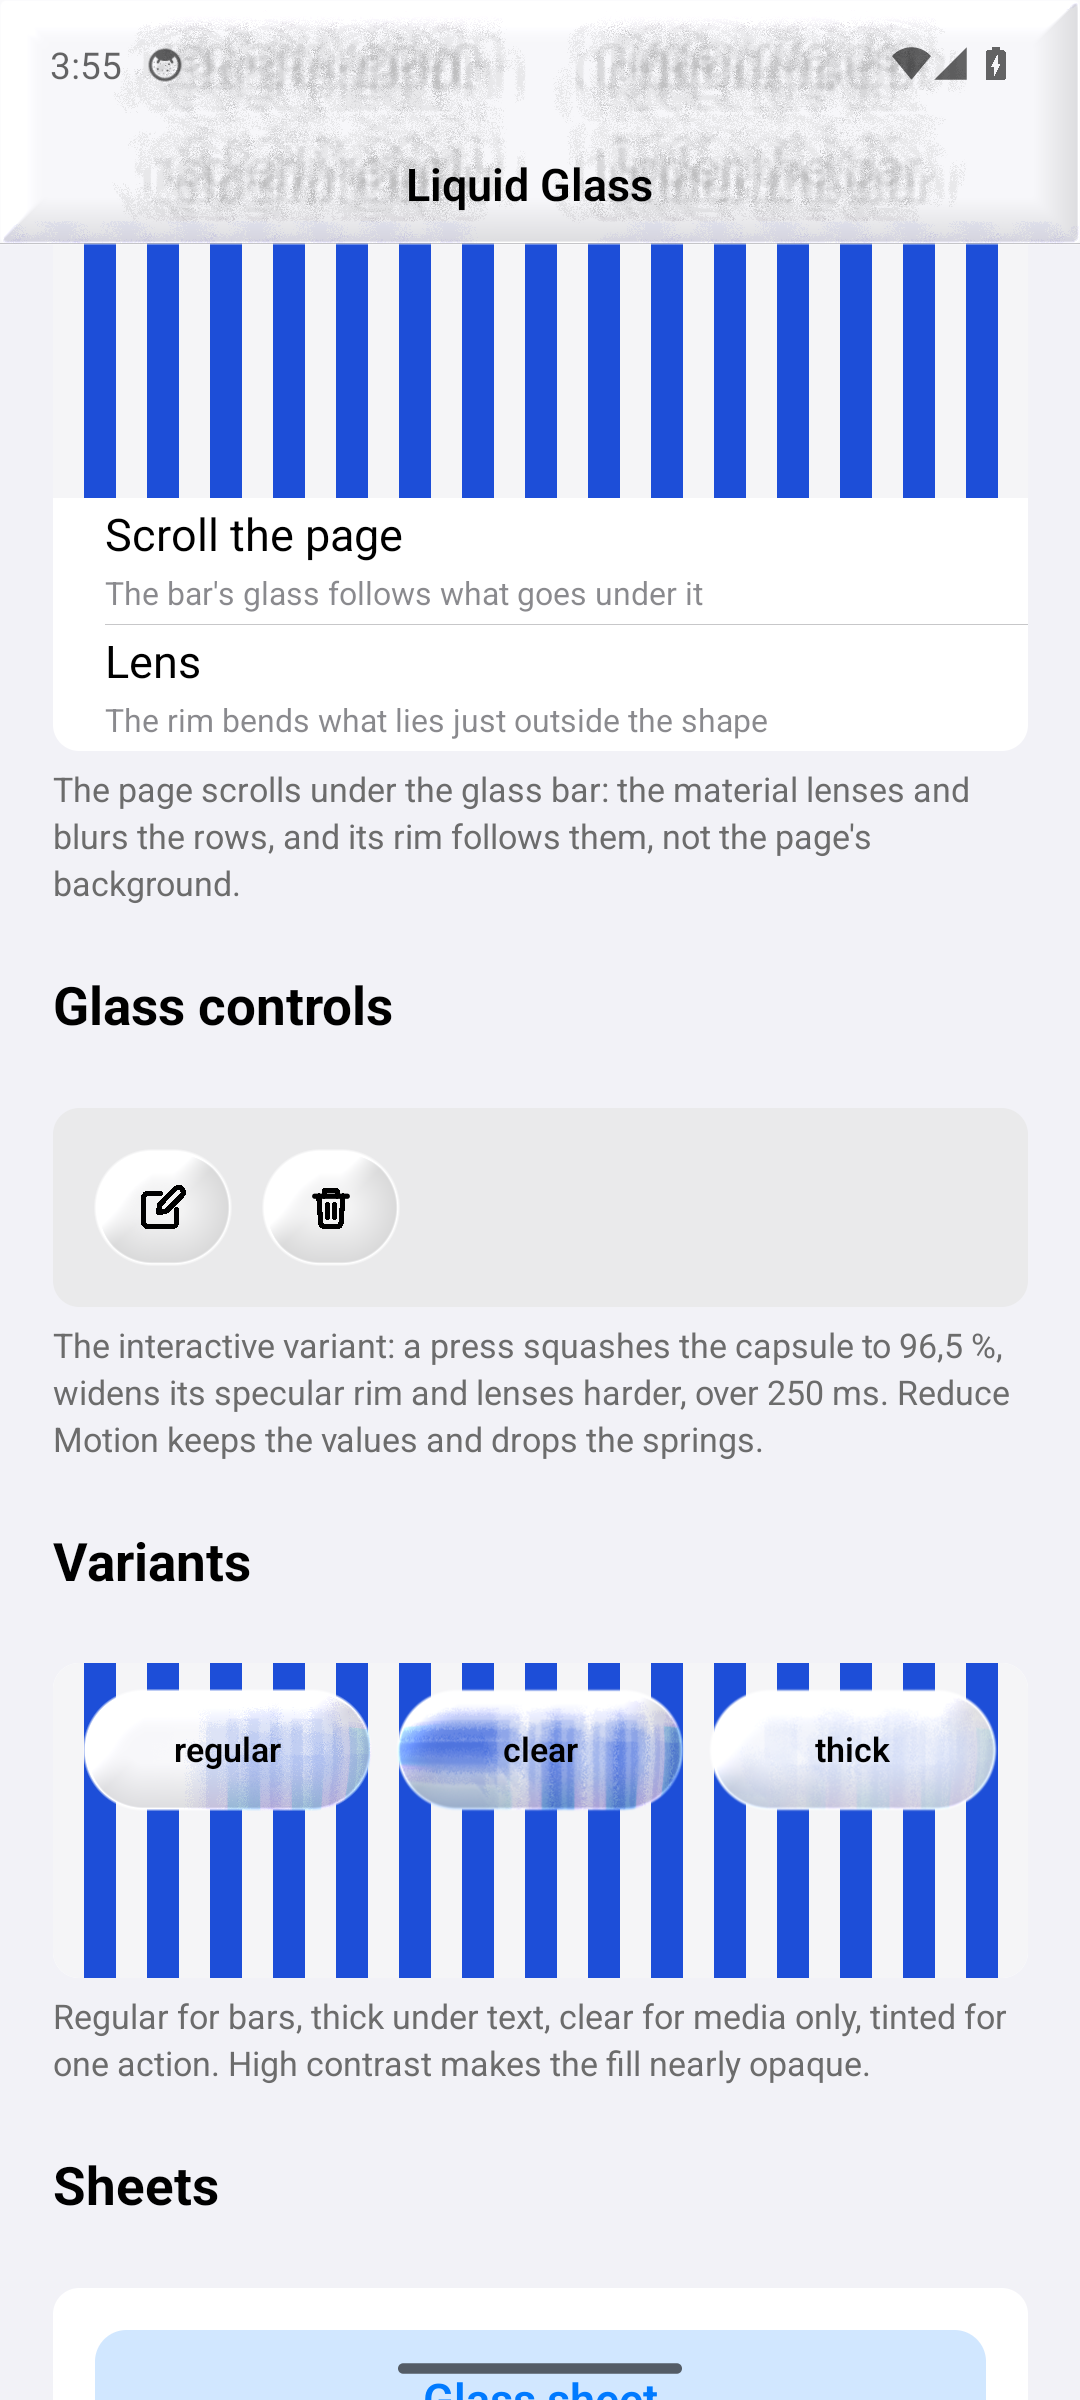 3:55
Liquid Glass
Scroll the page
The bar's glass follows what goes under it
Lens
The rim bends what lies just outside the shape
The page scrolls under the glass bar: the material lenses and
blurs the rows, and its rim follows them, not the page's
background.
Glass controls
The interactive variant: a press squashes the capsule to 96,5 %,
widens its specular rim and lenses harder, over 250 ms. Reduce
Motion keeps the values and drops the springs.
Variants
regular
clear
thick
Regular for bars, thick under text, clear for media only, tinted for
one action. High contrast makes the fill nearly opaque.
Sheets
Glass sheet